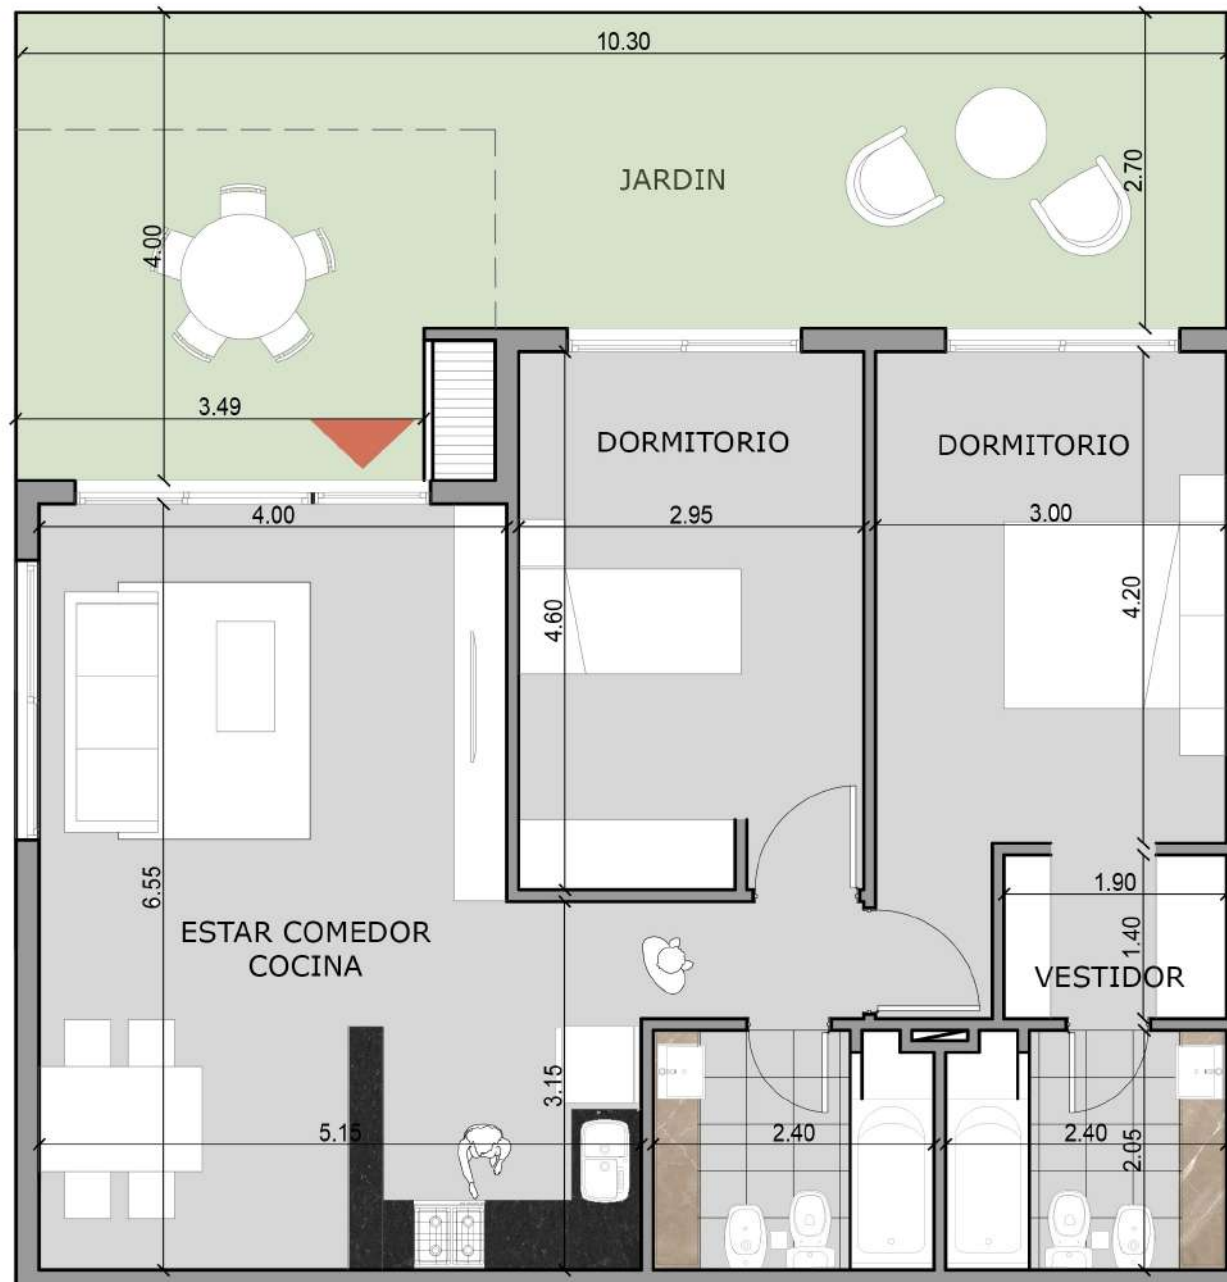 10.30
JARDIN
2.70
4.00
3.49
DORMITORIO
DORMITORIO
4.00
2.95
3.00
4.60
4.20
6.55
1.90
ESTAR COMEDOR
COCINA
1.40
VESTIDOR
3.15
5.15
2.40
2.40
2.05